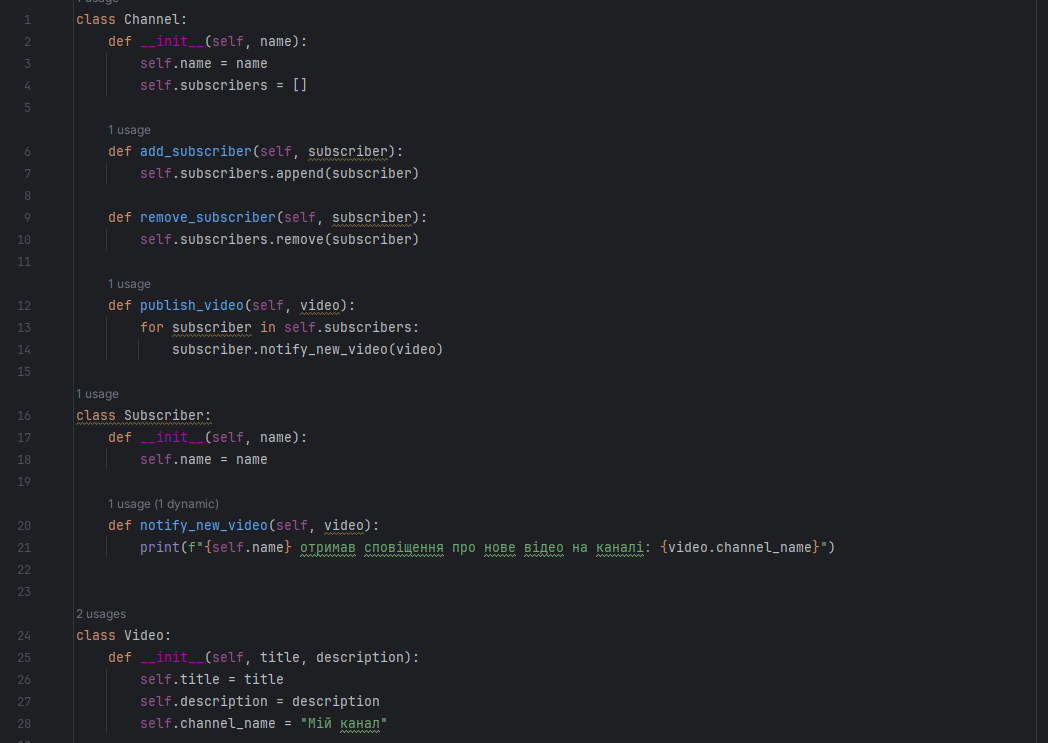 1 class Channel:
2     def __init__(self, name):
3         self.name = name
4         self.subscribers = []
5
1 usage
6     def add_subscriber(self, subscriber):
7         self.subscribers.append(subscriber)
8
9     def remove_subscriber(self, subscriber):
10         self.subscribers.remove(subscriber)
11
1 usage
12     def publish_video(self, video):
13         for subscriber in self.subscribers:
14             subscriber.notify_new_video(video)
15
1 usage
16 class Subscriber:
17     def __init__(self, name):
18         self.name = name
19
1 usage (1 dynamic)
20     def notify_new_video(self, video):
21         print(f"{self.name} отримав сповіщення про нове відео на каналі: {video.channel_name}")
22
23
2 usages
24 class Video:
25     def __init__(self, title, description):
26         self.title = title
27         self.description = description
28         self.channel_name = "Мій канал"